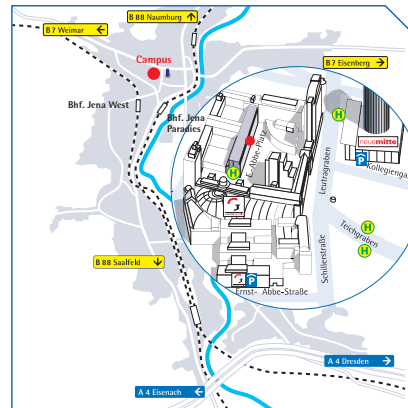 B 88 Naumburg
B 7 Weimar
Campus
B 7 Eisenberg
Bhf. Jena West
Bhf. Jena
Paradies
H
E.-Abbe-Platz
Leutragraben
neuemitte
P
Kollegienga
H
Teichgraben
H
H
Schillerstraße
B 88 Saalfeld
P
Ernst- Abbe-Straße
A 4 Dresden
A 4 Eisenach